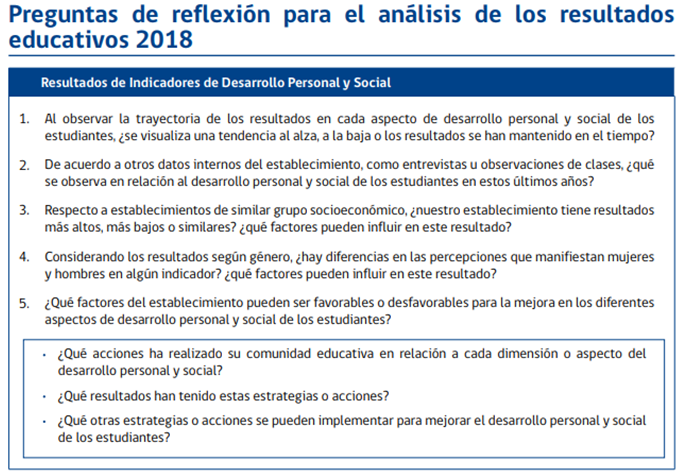 Preguntas de reflexión para el análisis de los resultados
educativos 2018
Resultados de Indicadores de Desarrollo Personal y Social
1. Al observar la trayectoria de los resultados en cada aspecto de desarrollo personal y social de los
estudiantes, ¿se visualiza una tendencia al alza, a la baja o los resultados se han mantenido en el tiempo?
2. De acuerdo a otros datos internos del establecimiento, como entrevistas u observaciones de clases, ¿qué
se observa en relación al desarrollo personal y social de los estudiantes en estos últimos años?
3. Respecto a establecimientos de similar grupo socioeconómico, ¿nuestro establecimiento tiene resultados
más altos, más bajos o similares? ¿qué factores pueden influir en este resultado?
4. Considerando los resultados según género, ¿hay diferencias en las percepciones que manifiestan mujeres
y hombres en algún indicador? ¿qué factores pueden influir en este resultado?
5. ¿Qué factores del establecimiento pueden ser favorables o desfavorables para la mejora en los diferentes
aspectos de desarrollo personal y social de los estudiantes?
• ¿Qué acciones ha realizado su comunidad educativa en relación a cada dimensión o aspecto del
desarrollo personal y social?
• ¿Qué resultados han tenido estas estrategias o acciones?
• ¿Qué otras estrategias o acciones se pueden implementar para mejorar el desarrollo personal y social
de los estudiantes?